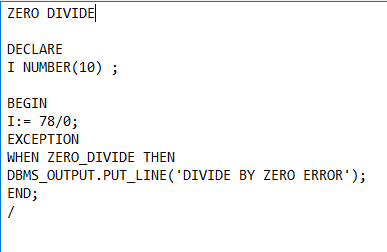 ZERO DIVIDE
DECLARE
I NUMBER(10) ;
BEGIN
I:= 78/0;
EXCEPTION
WHEN ZERO_DIVIDE THEN
DBMS_OUTPUT.PUT_LINE('DIVIDE BY ZERO ERROR');
END;
/